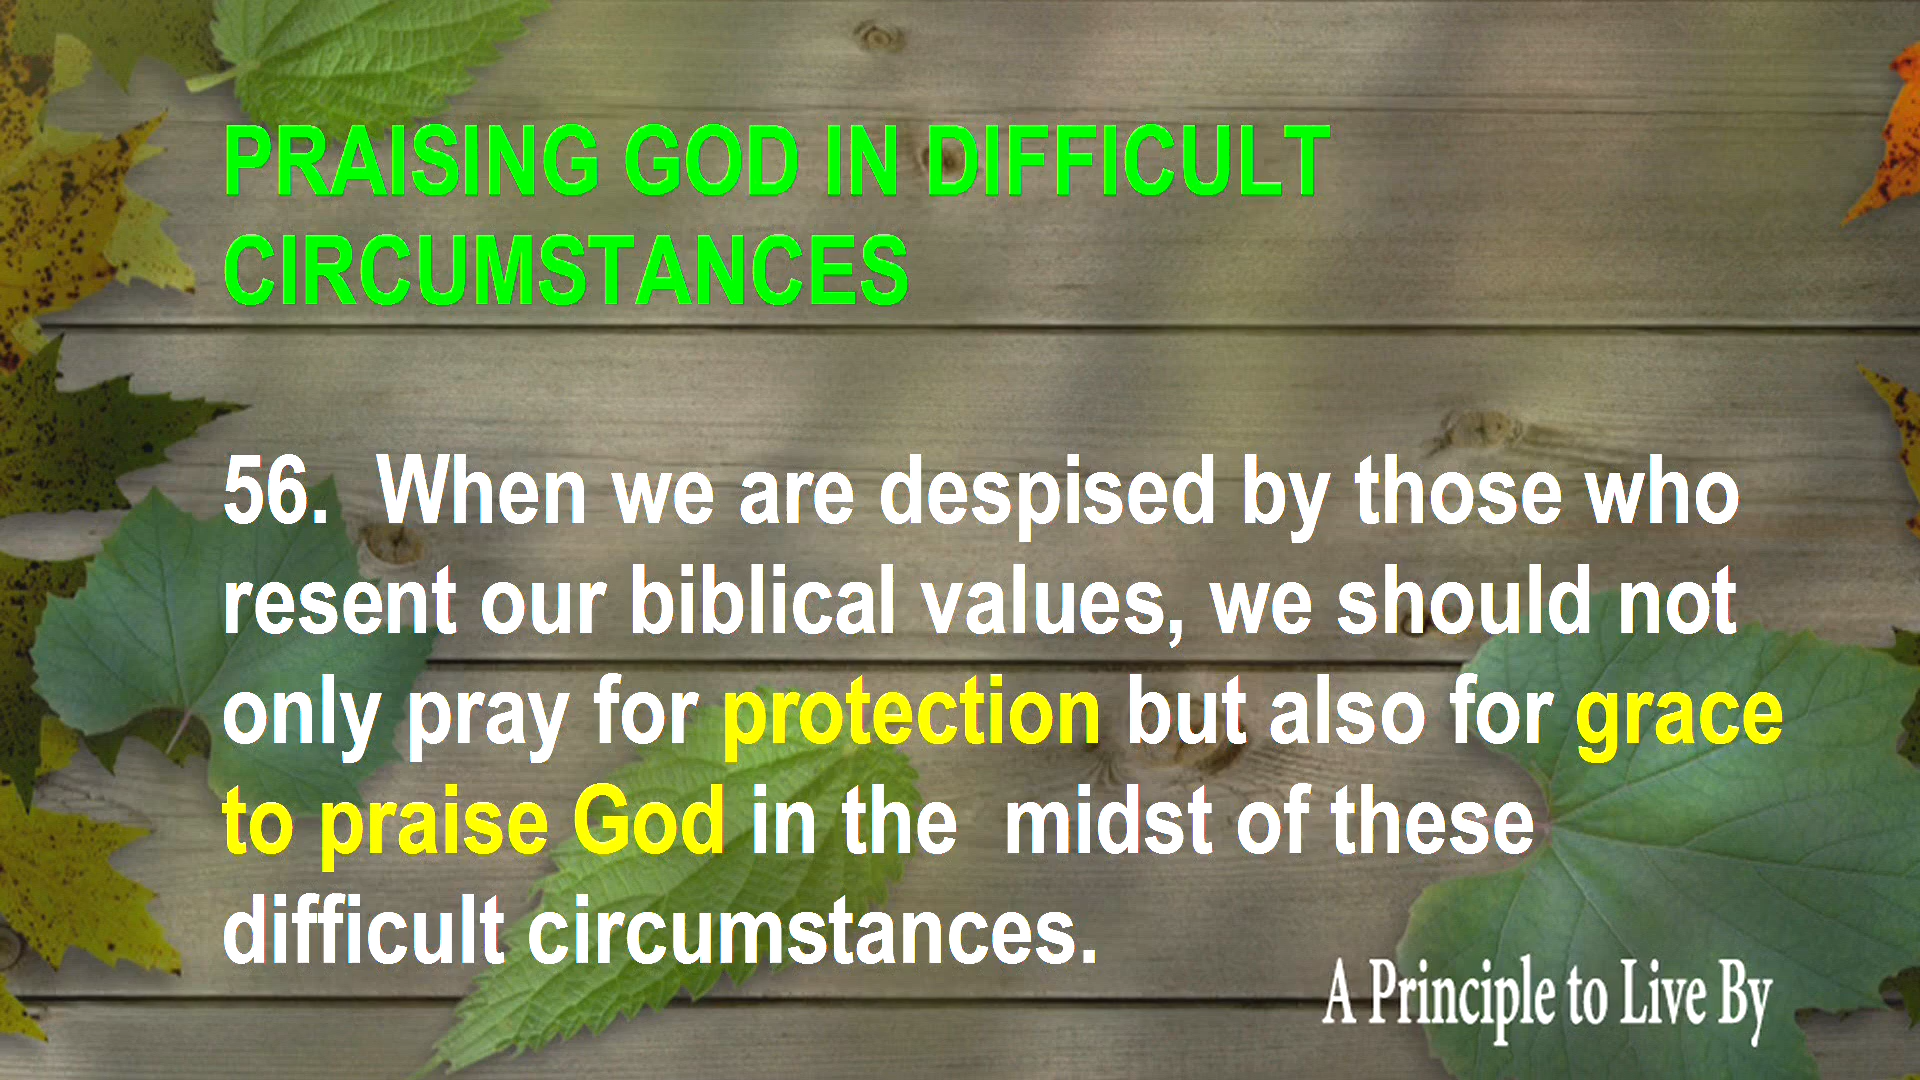 PRAISING GOD IN DIFFICULT
CIRCUMSTANCES
56.  When we are despised by those who
resent our biblical values, we should not
only pray for protection but also for grace
to praise God in the  midst of these
difficult circumstances.
A Principle to Live By